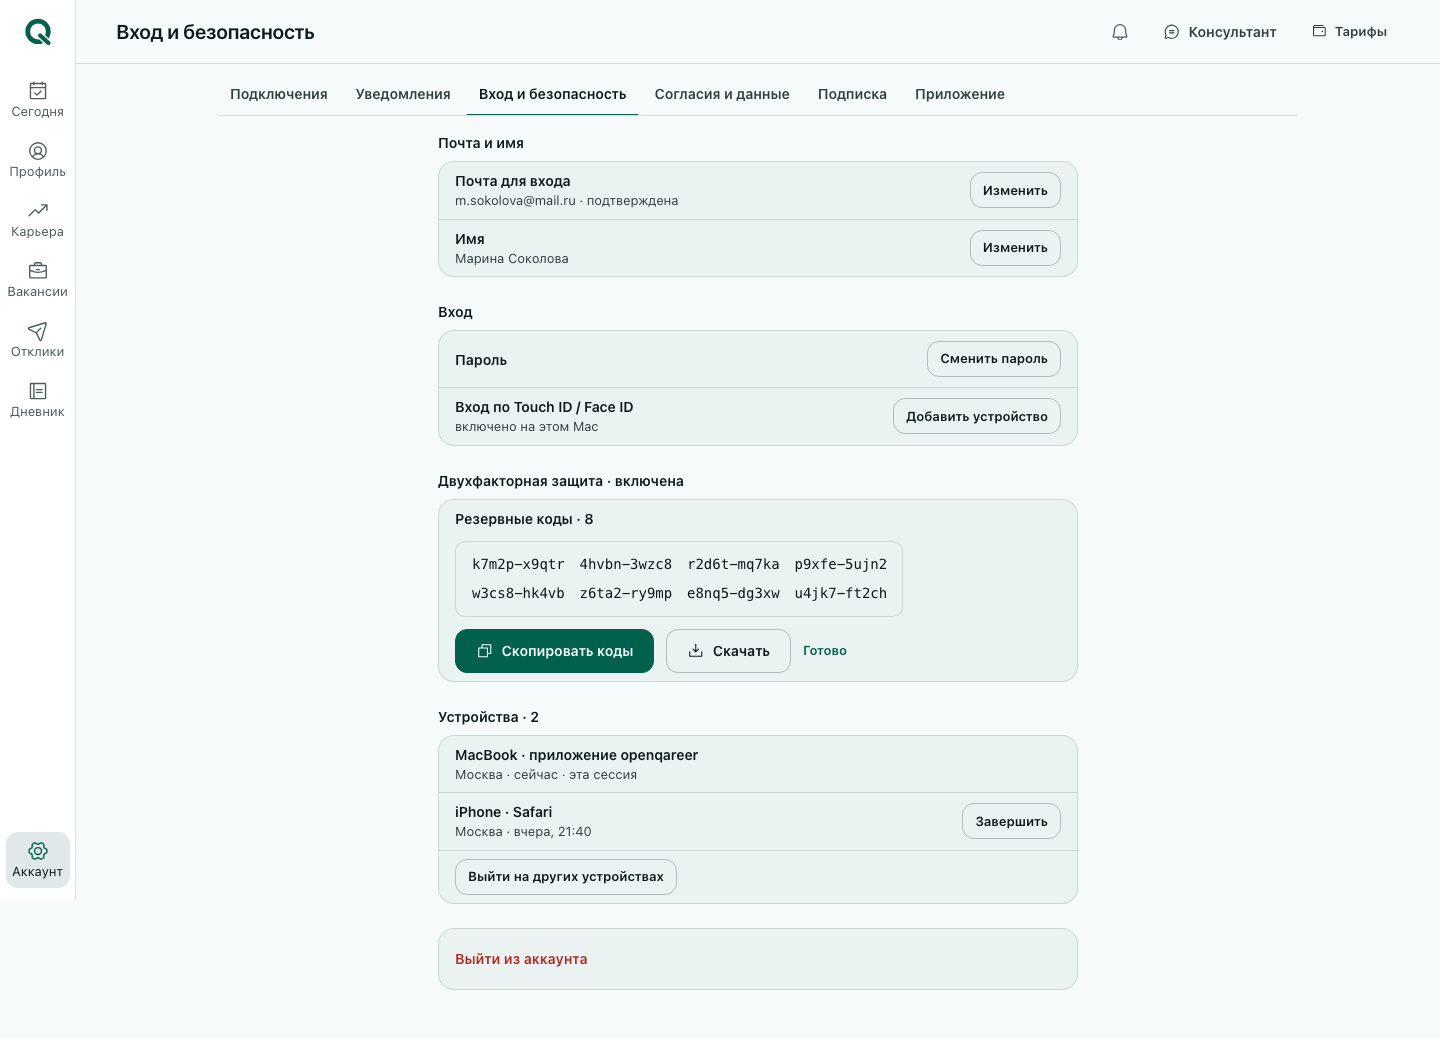 Вход и безопасность
Консультант
Тарифы
Сегодня
Профиль
Карьера
Вакансии
Отклики
Дневник
Аккаунт
Подключения Уведомления Вход и безопасность Согласия и данные Подписка Приложение
Почта и имя
Почта для входа
m.sokolova@mail.ru · подтверждена
Изменить
Имя
Марина Соколова
Изменить
Вход
Пароль
Сменить пароль
Вход по Touch ID / Face ID
включено на этом Mac
Добавить устройство
Двухфакторная защита · включена
Резервные коды · 8
k7m2p-x9qtr 4hvbn-3wzc8 r2d6t-mq7ka p9xfe-5ujn2
w3cs8-hk4vb z6ta2-ry9mp e8nq5-dg3xw u4jk7-ft2ch
Скопировать коды
Скачать
Готово
Устройства · 2
MacBook · приложение openqareer
Москва · сейчас · эта сессия
iPhone · Safari
Москва · вчера, 21:40
Завершить
Выйти на других устройствах
Выйти из аккаунта